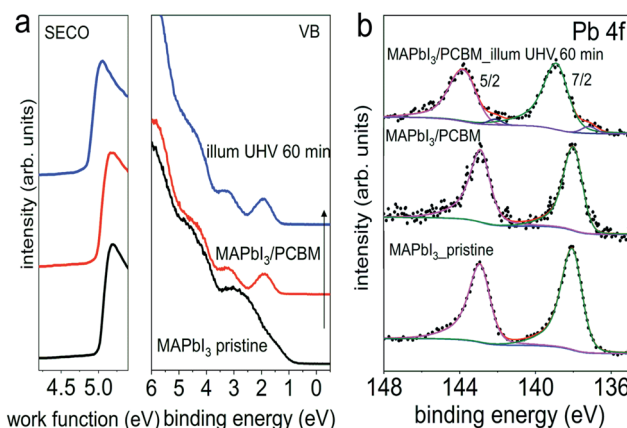 a
SECO
VB
intensity (arb. units)
illum UHV 60 min
MAPbI₃/PCBM
MAPbI₃ pristine
4.5 5.0
6 5 4 3 2 1 0
work function (eV)
binding energy (eV)
b
Pb 4f
MAPbI₃/PCBM_illum UHV 60 min
5/2
7/2
MAPbI₃/PCBM
MAPbI₃_pristine
intensity (arb. units)
148 144 140 136
binding energy (eV)